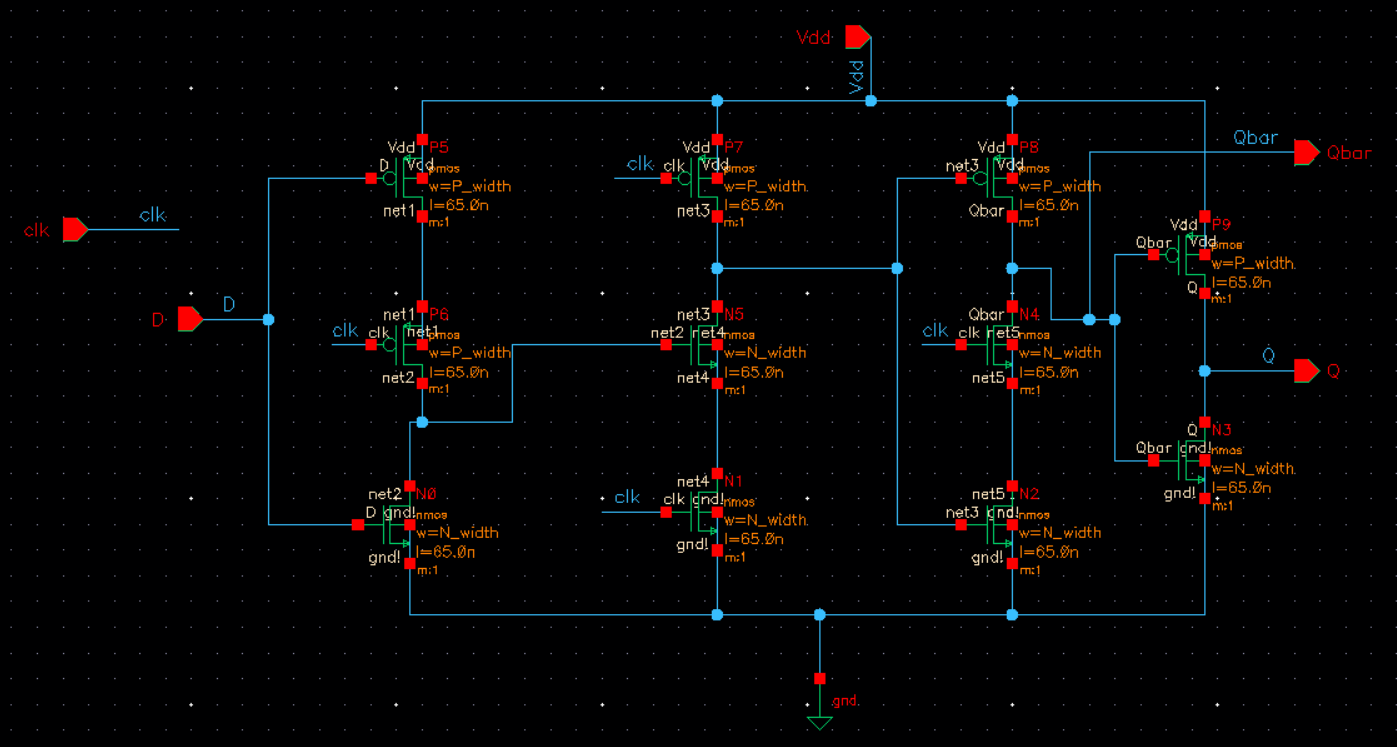 Vdd
Vdd
Qbar
Qbar
clk
clk
D
D
Q
Q
gnd
Vdd
P5
D
Vdd
pmos
w=P_width
l=65.0n
net1
m:1
clk
Vdd
P7
clk
Vdd
pmos
w=P_width
l=65.0n
net3
m:1
Vdd
P8
net3
Vdd
pmos
w=P_width
l=65.0n
Qbar
m:1
Vdd
P9
Qbar
Vdd
pmos
w=P_width
l=65.0n
Q
m:1
clk
net1
P6
clk
net1
pmos
w=P_width
l=65.0n
net2
m:1
net3
N5
net2
net4
nmos
w=N_width
l=65.0n
net4
m:1
clk
Qbar
N4
clk
net5
nmos
w=N_width
l=65.0n
net5
m:1
Q
N3
Qbar
gnd!
nmos
w=N_width
l=65.0n
gnd!
m:1
net2
N0
D
gnd!
nmos
w=N_width
l=65.0n
gnd!
m:1
clk
net4
N1
clk
gnd!
nmos
w=N_width
l=65.0n
gnd!
m:1
net5
N2
net3
gnd!
nmos
w=N_width
l=65.0n
gnd!
m:1